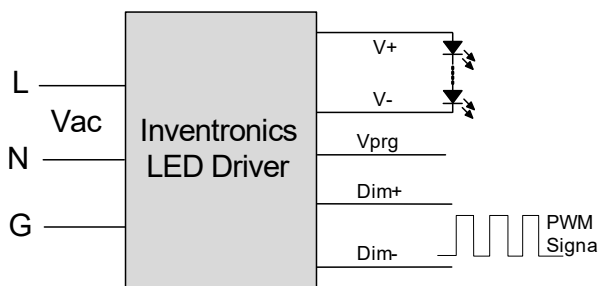 L
Vac
N
G
Inventronics
LED Driver
V+
V-
Vprg
Dim+
Dim-
PWM
Signa